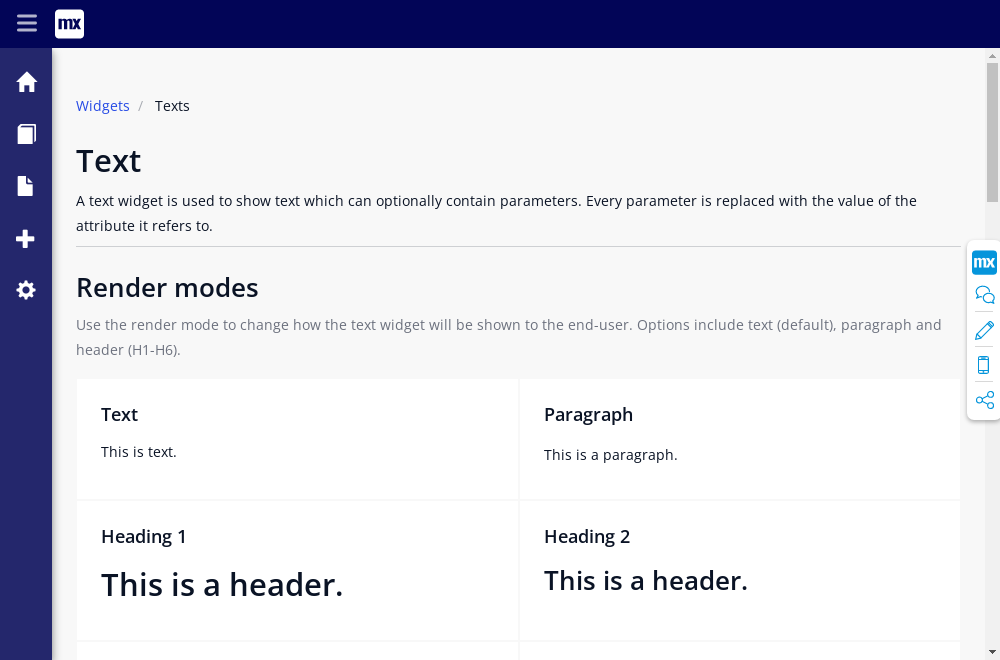 mx
Widgets / Texts
Text
A text widget is used to show text which can optionally contain parameters. Every parameter is replaced with the value of the
attribute it refers to.
Render modes
Use the render mode to change how the text widget will be shown to the end-user. Options include text (default), paragraph and
header (H1-H6).
mx
Text
This is text.
Paragraph
This is a paragraph.
Heading 1
This is a header.
Heading 2
This is a header.